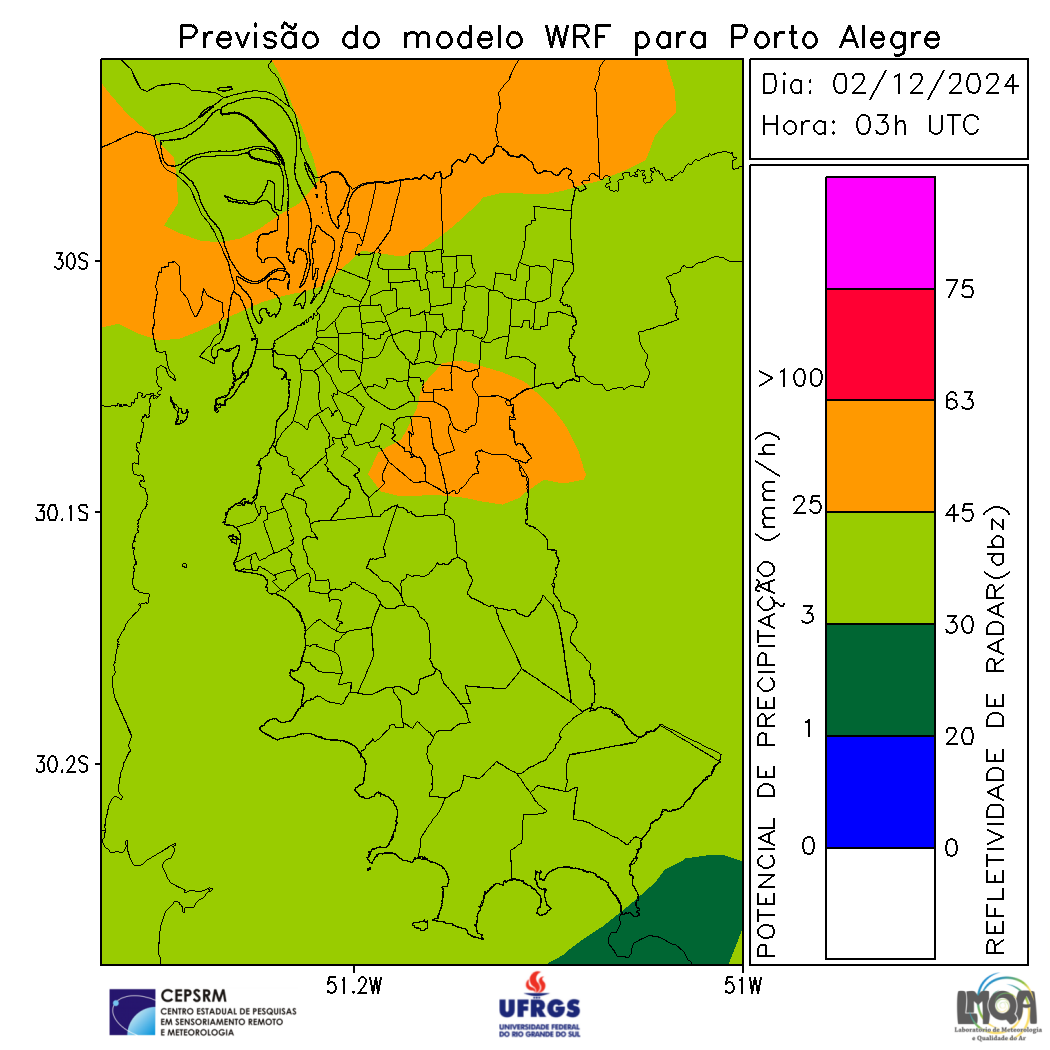 Previsão do modelo WRF para Porto Alegre
Dia: 02/12/2024
Hora: 03h UTC
30S
30.1S
30.2S
51.2W
51W
POTENCIAL DE PRECIPITAÇÃO (mm/h)
>100
25
3
1
0
75
63
45
30
20
0
REFLETIVIDADE DE RADAR(dbz)
CEPSRM
CENTRO ESTADUAL DE PESQUISAS
EM SENSORIAMENTO REMOTO
E METEOROLOGIA
UFRGS
UNIVERSIDADE FEDERAL
DO RIO GRANDE DO SUL
LMQA
Laboratório de Meteorologia
e Qualidade do Ar